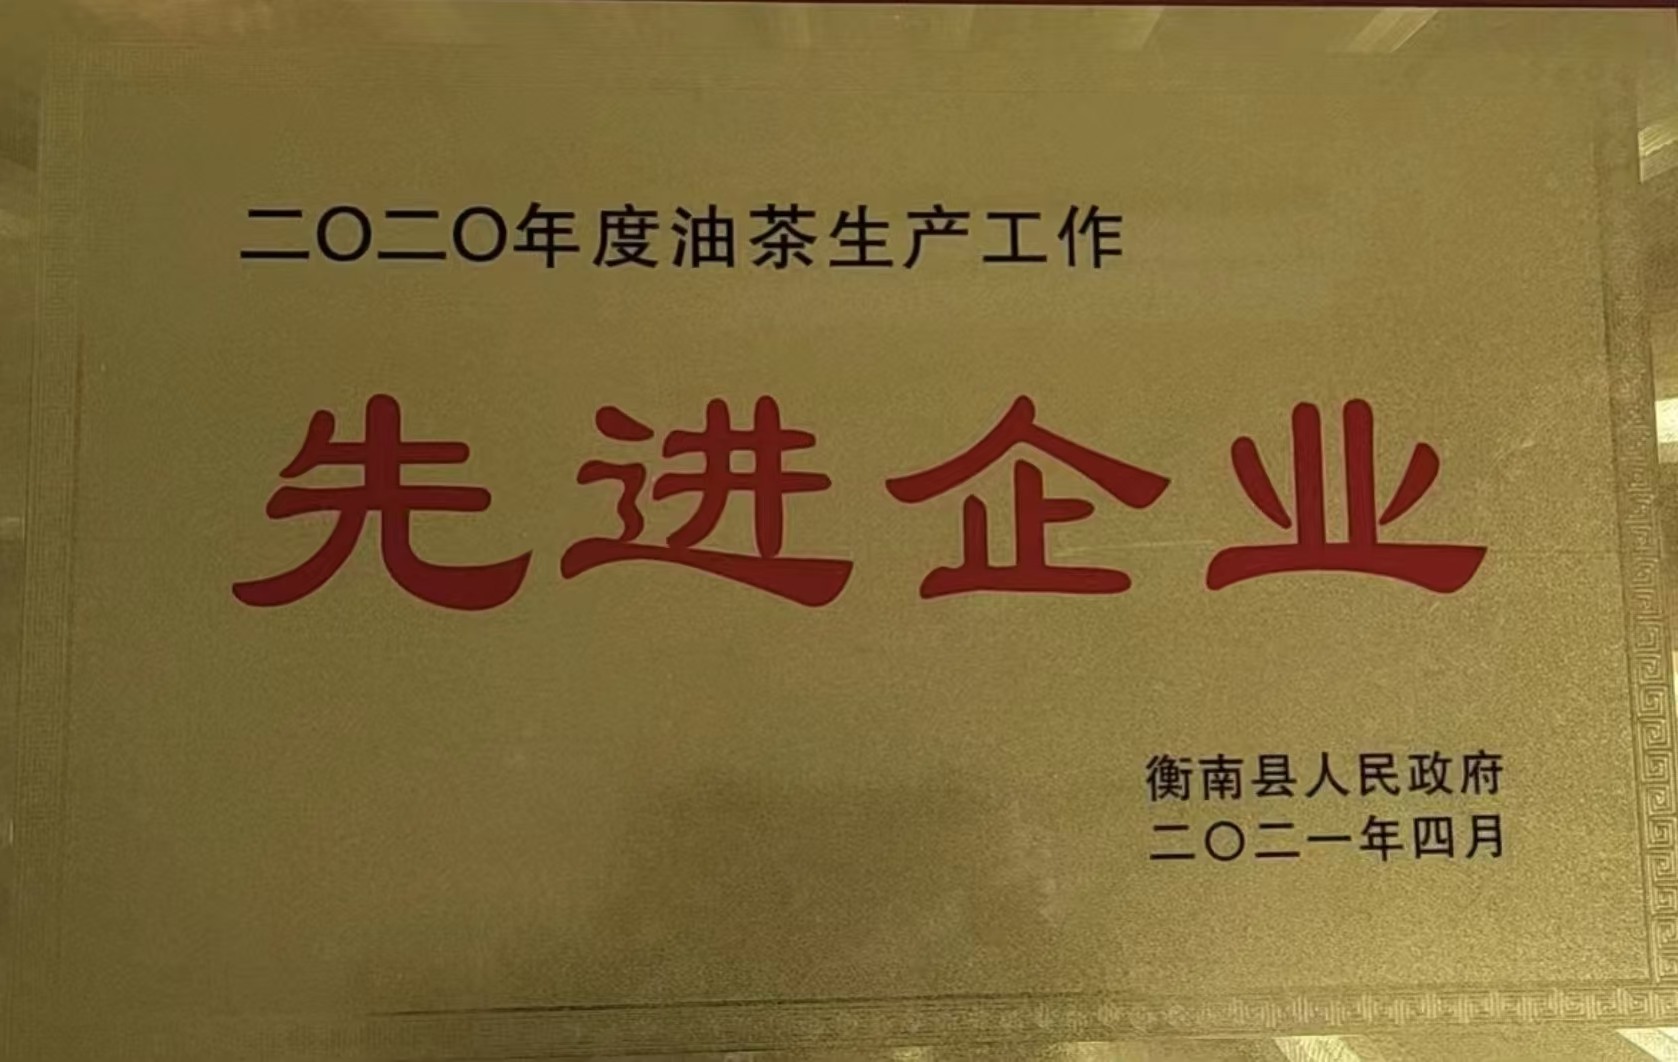 二〇二〇年度油茶生产工作
先进企业
衡南县人民政府
二〇二一年四月